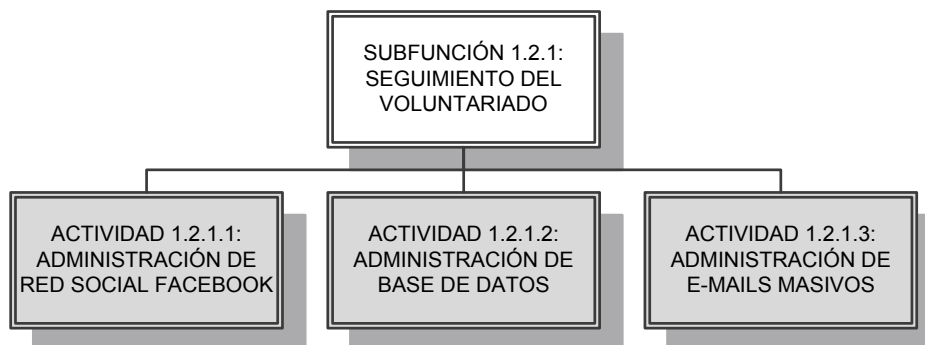 SUBFUNCIÓN 1.2.1:
SEGUIMIENTO DEL
VOLUNTARIADO
ACTIVIDAD 1.2.1.1:
ADMINISTRACIÓN DE
RED SOCIAL FACEBOOK
ACTIVIDAD 1.2.1.2:
ADMINISTRACIÓN DE
BASE DE DATOS
ACTIVIDAD 1.2.1.3:
ADMINISTRACIÓN DE
E-MAILS MASIVOS